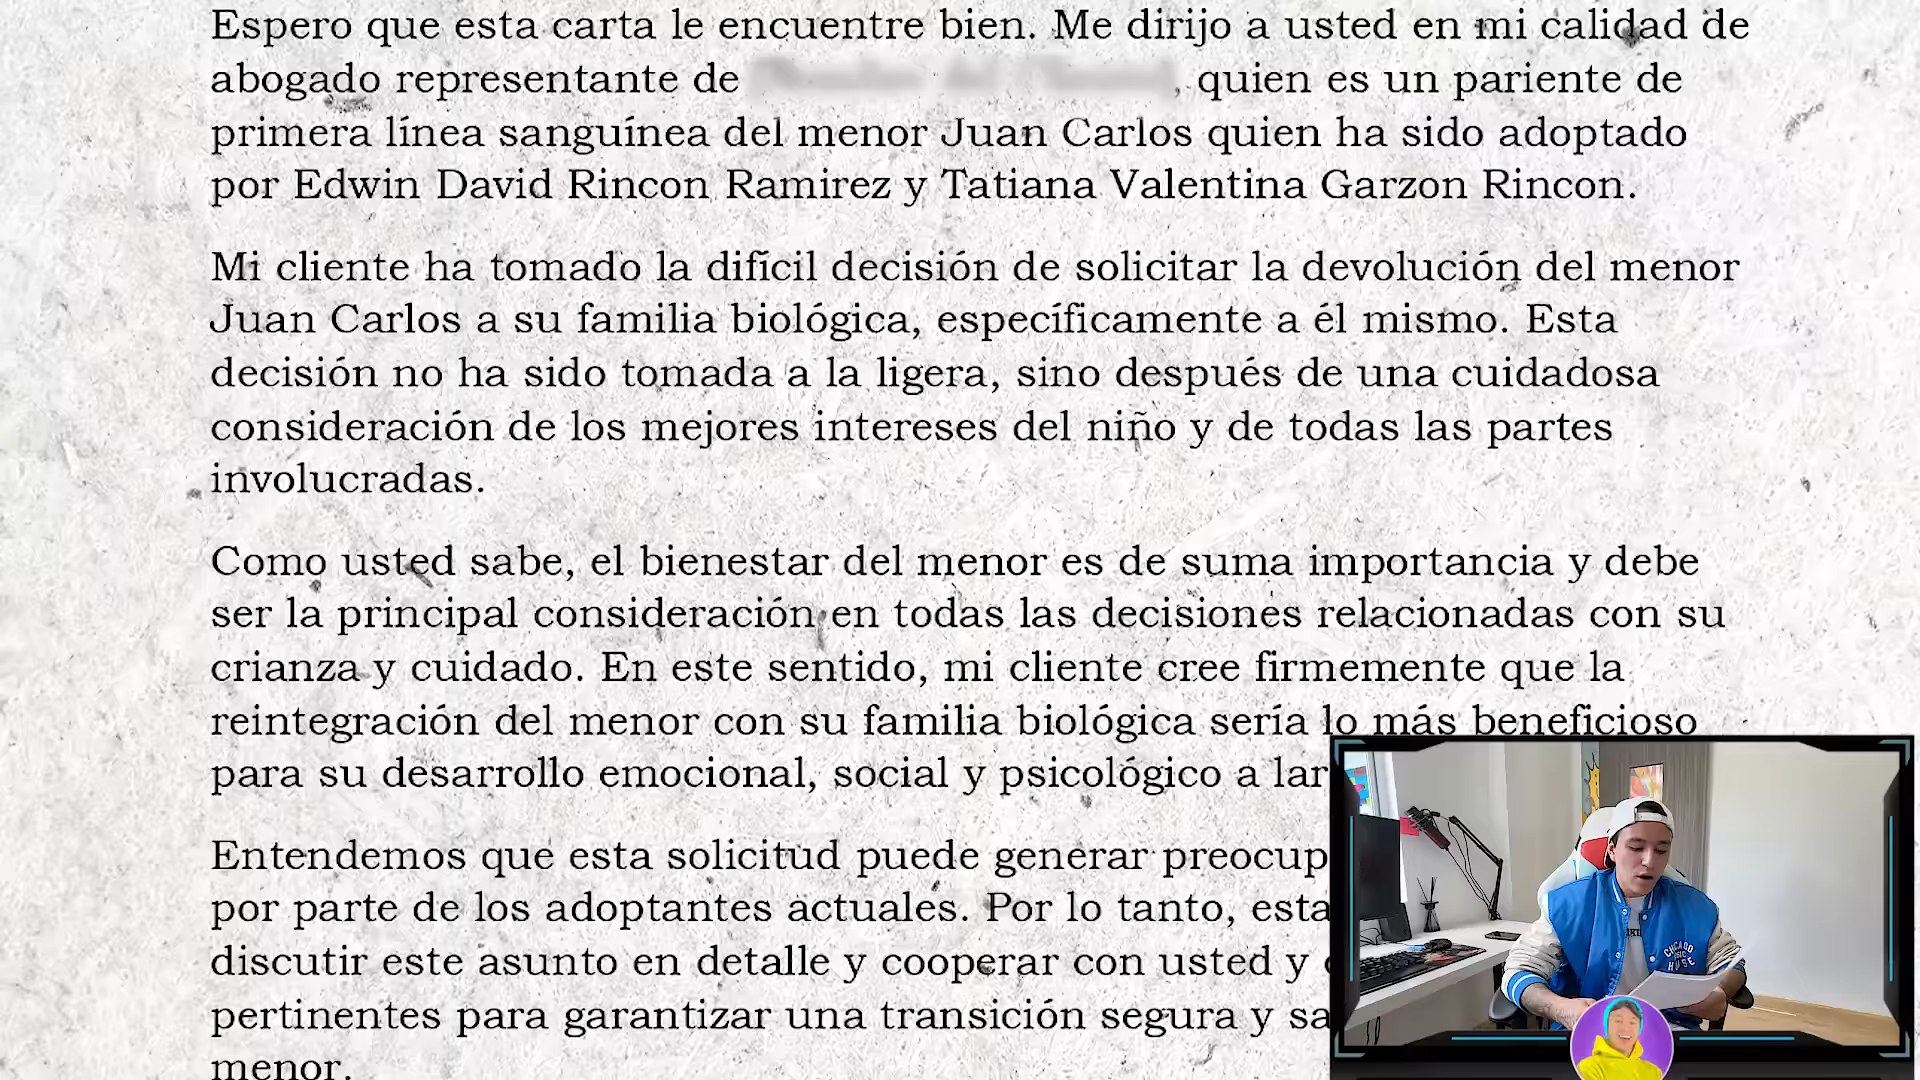 Espero que esta carta le encuentre bien. Me dirijo a usted en mi calidad de
abogado representante de , quien es un pariente de
primera línea sanguínea del menor Juan Carlos quien ha sido adoptado
por Edwin David Rincon Ramirez y Tatiana Valentina Garzon Rincon.
Mi cliente ha tomado la difícil decisión de solicitar la devolución del menor
Juan Carlos a su familia biológica, específicamente a él mismo. Esta
decisión no ha sido tomada a la ligera, sino después de una cuidadosa
consideración de los mejores intereses del niño y de todas las partes
involucradas.
Como usted sabe, el bienestar del menor es de suma importancia y debe
ser la principal consideración en todas las decisiones relacionadas con su
crianza y cuidado. En este sentido, mi cliente cree firmemente que la
reintegración del menor con su familia biológica sería lo más beneficioso
para su desarrollo emocional, social y psicológico a lar
Entendemos que esta solicitud puede generar preocup
por parte de los adoptantes actuales. Por lo tanto, esta
discutir este asunto en detalle y cooperar con usted y
pertinentes para garantizar una transición segura y sa
menor.
CHICAGO
MUSIC
HOUSE